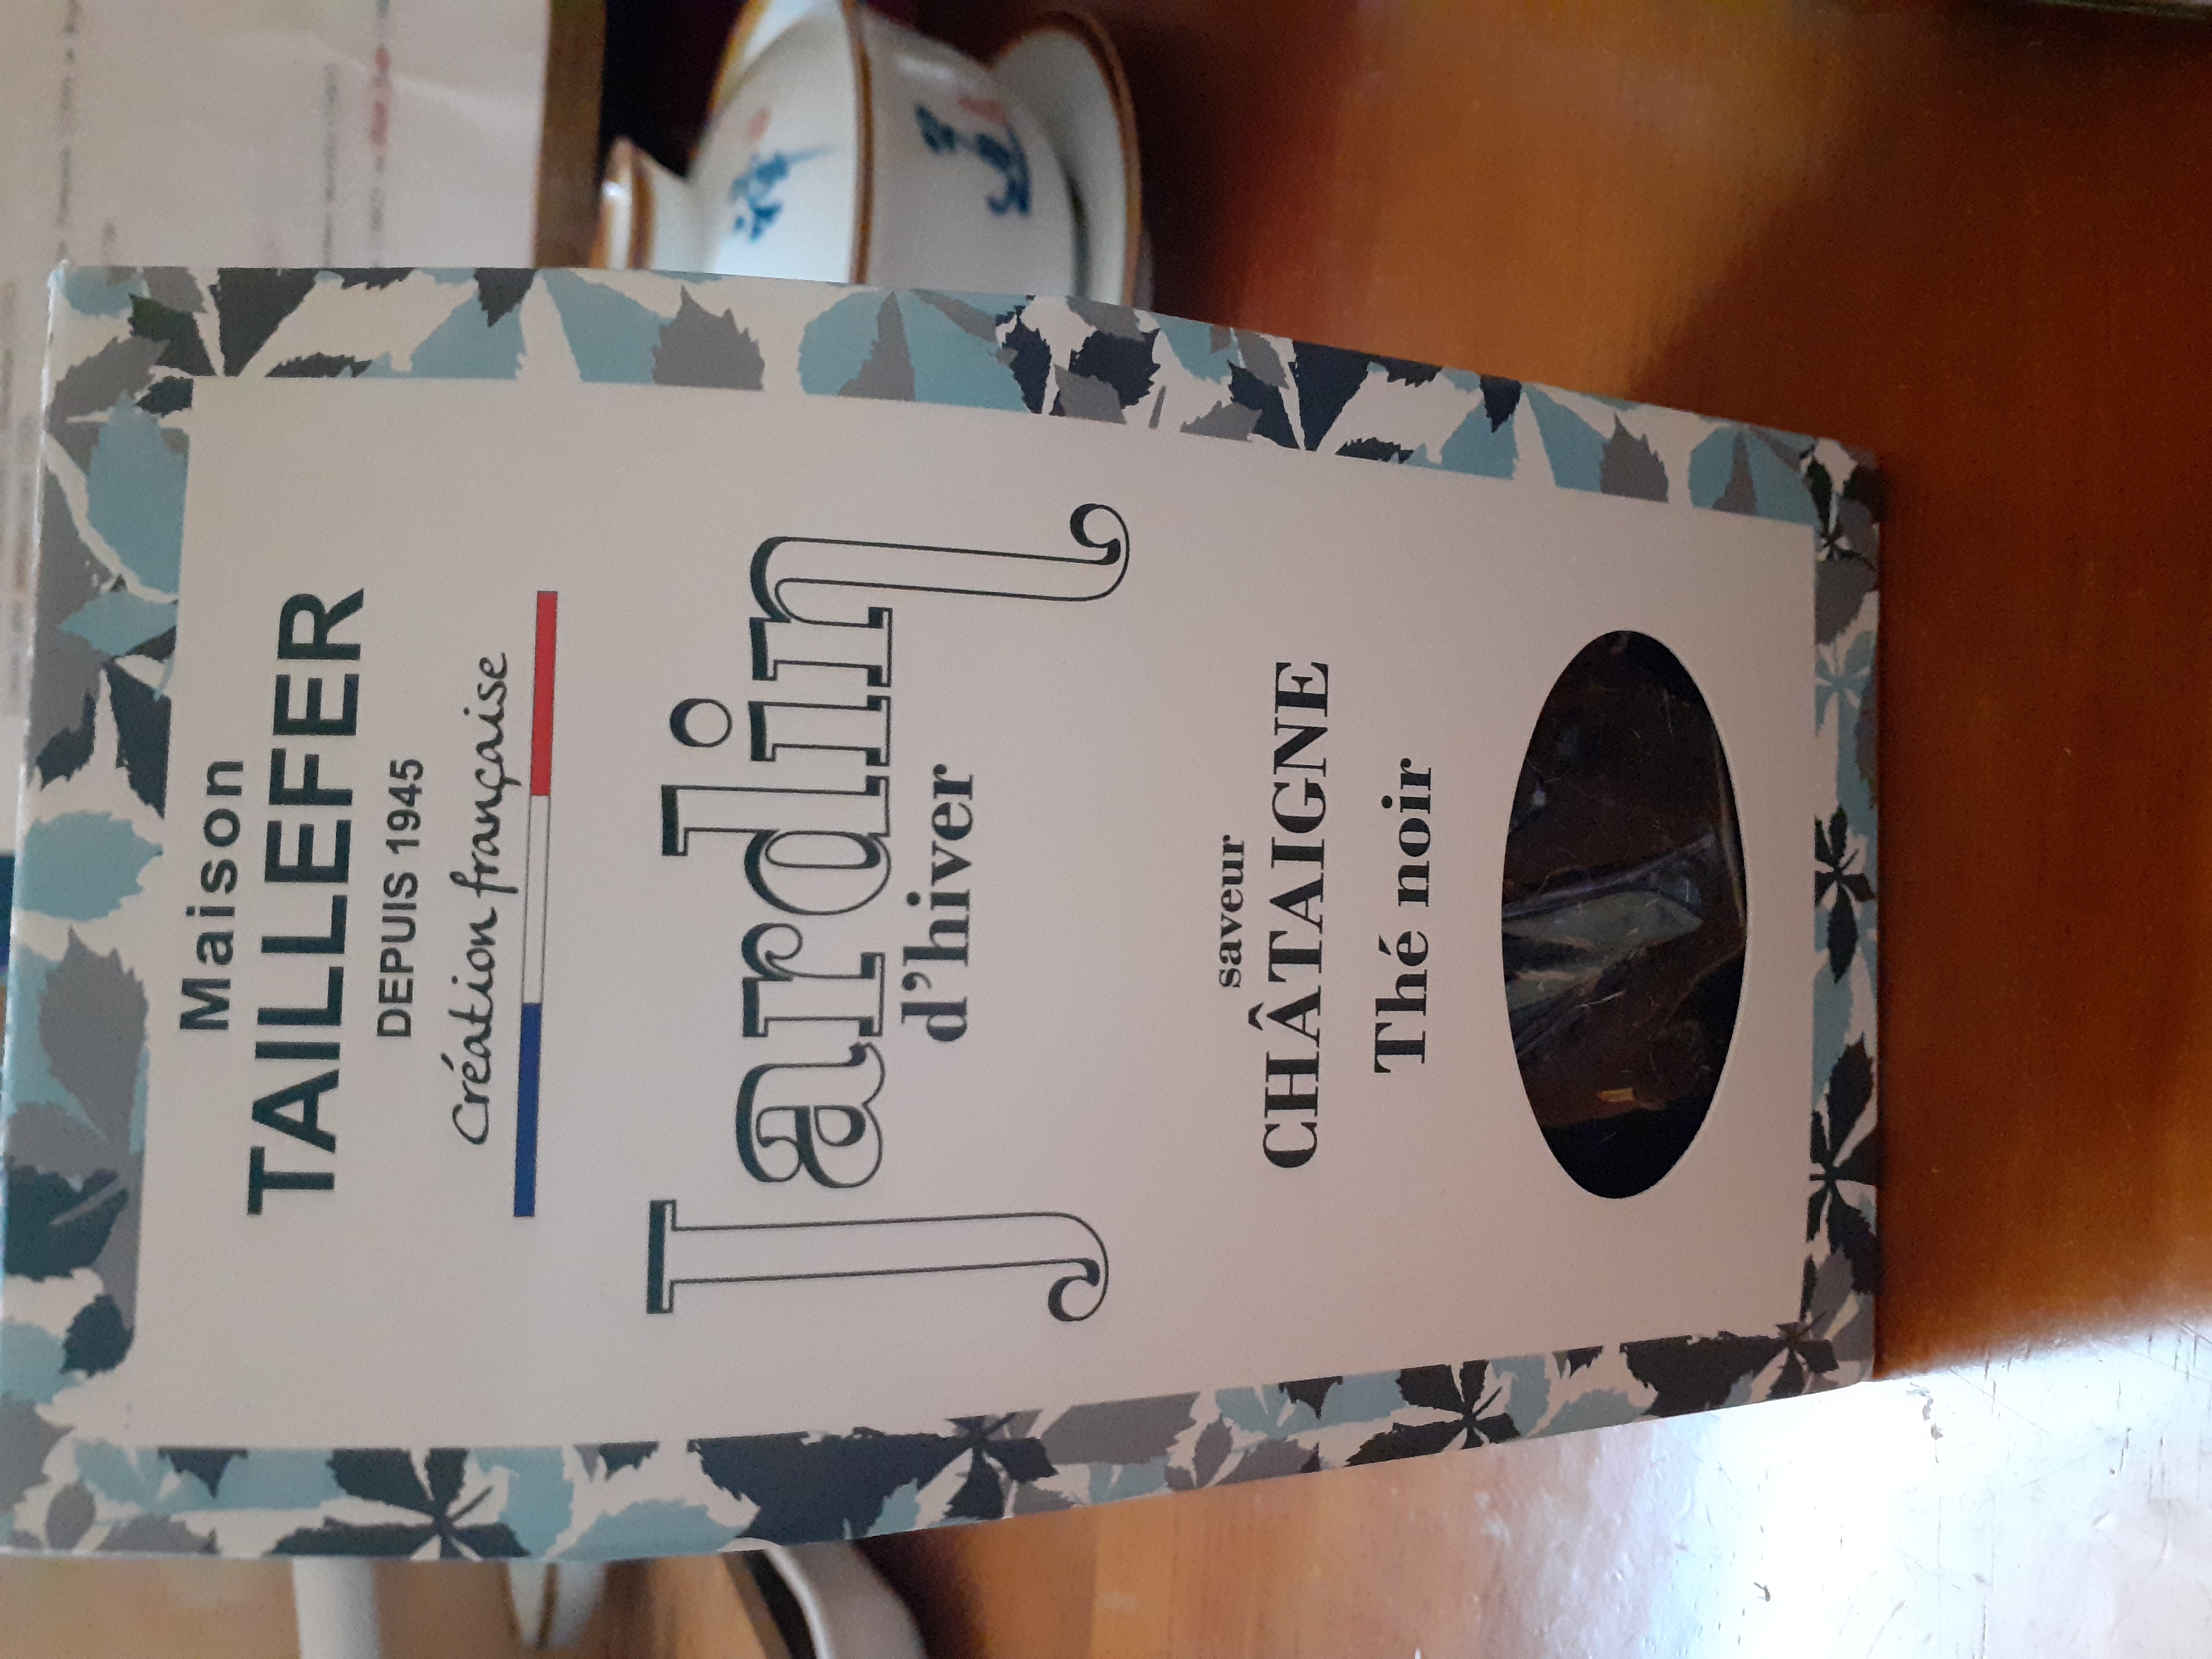 Maison
TAILLEFER
DEPUIS 1945
Création française
Jardin
d'hiver
saveur
CHÂTAIGNE
Thé noir